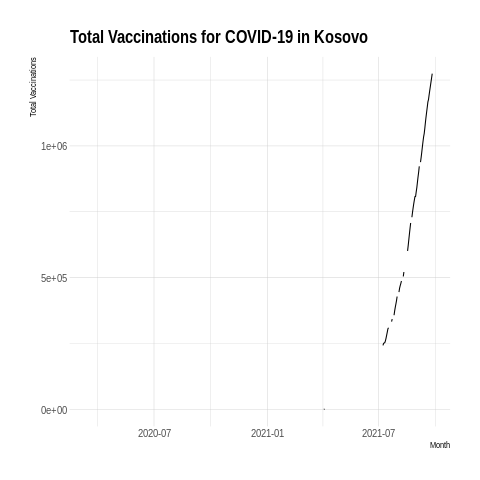 Total Vaccinations for COVID-19 in Kosovo
Total Vaccinations
1e+06
5e+05
0e+00
2020-07
2021-01
2021-07
Month